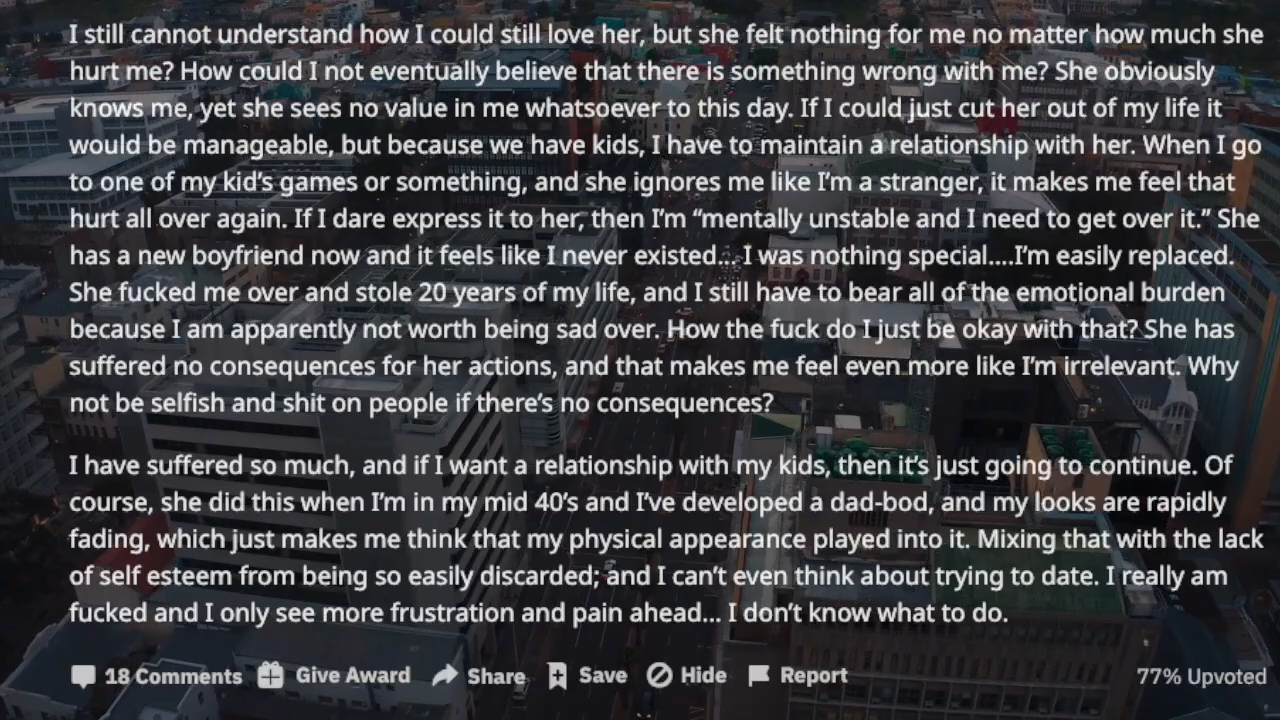 I still cannot understand how I could still love her, but she felt nothing for me no matter how much she
hurt me? How could I not eventually believe that there is something wrong with me? She obviously
knows me, yet she sees no value in me whatsoever to this day. If I could just cut her out of my life it
would be manageable, but because we have kids, I have to maintain a relationship with her. When I go
to one of my kid’s games or something, and she ignores me like I’m a stranger, it makes me feel that
hurt all over again. If I dare express it to her, then I’m “mentally unstable and I need to get over it.” She
has a new boyfriend now and it feels like I never existed... I was nothing special....I’m easily replaced.
She fucked me over and stole 20 years of my life, and I still have to bear all of the emotional burden
because I am apparently not worth being sad over. How the fuck do I just be okay with that? She has
suffered no consequences for her actions, and that makes me feel even more like I’m irrelevant. Why
not be selfish and shit on people if there’s no consequences?
I have suffered so much, and if I want a relationship with my kids, then it’s just going to continue. Of
course, she did this when I’m in my mid 40’s and I’ve developed a dad-bod, and my looks are rapidly
fading, which just makes me think that my physical appearance played into it. Mixing that with the lack
of self esteem from being so easily discarded; and I can’t even think about trying to date. I really am
fucked and I only see more frustration and pain ahead... I don’t know what to do.
18 Comments Give Award Share Save Hide Report 77% Upvoted